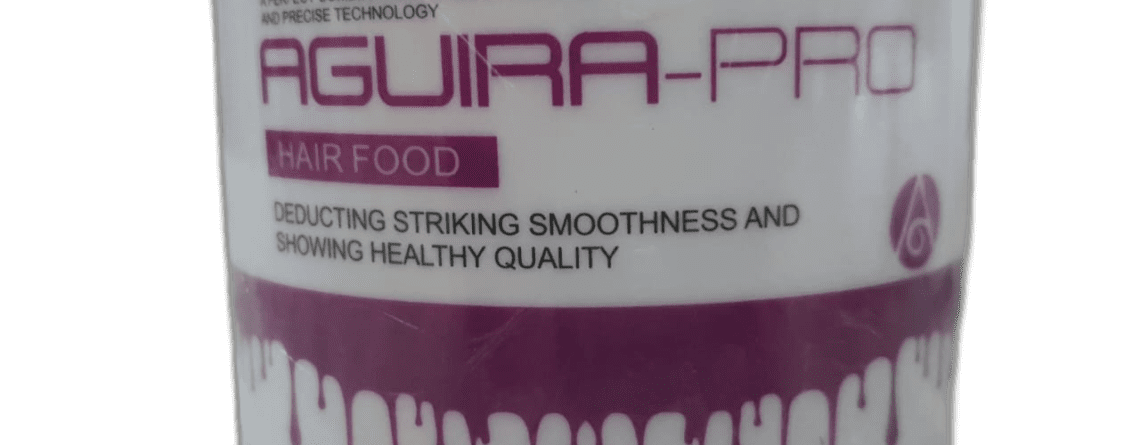 AND PRECISE TECHNOLOGY
AGUIRA-PRO
HAIR FOOD
DEDUCTING STRIKING SMOOTHNESS AND
SHOWING HEALTHY QUALITY